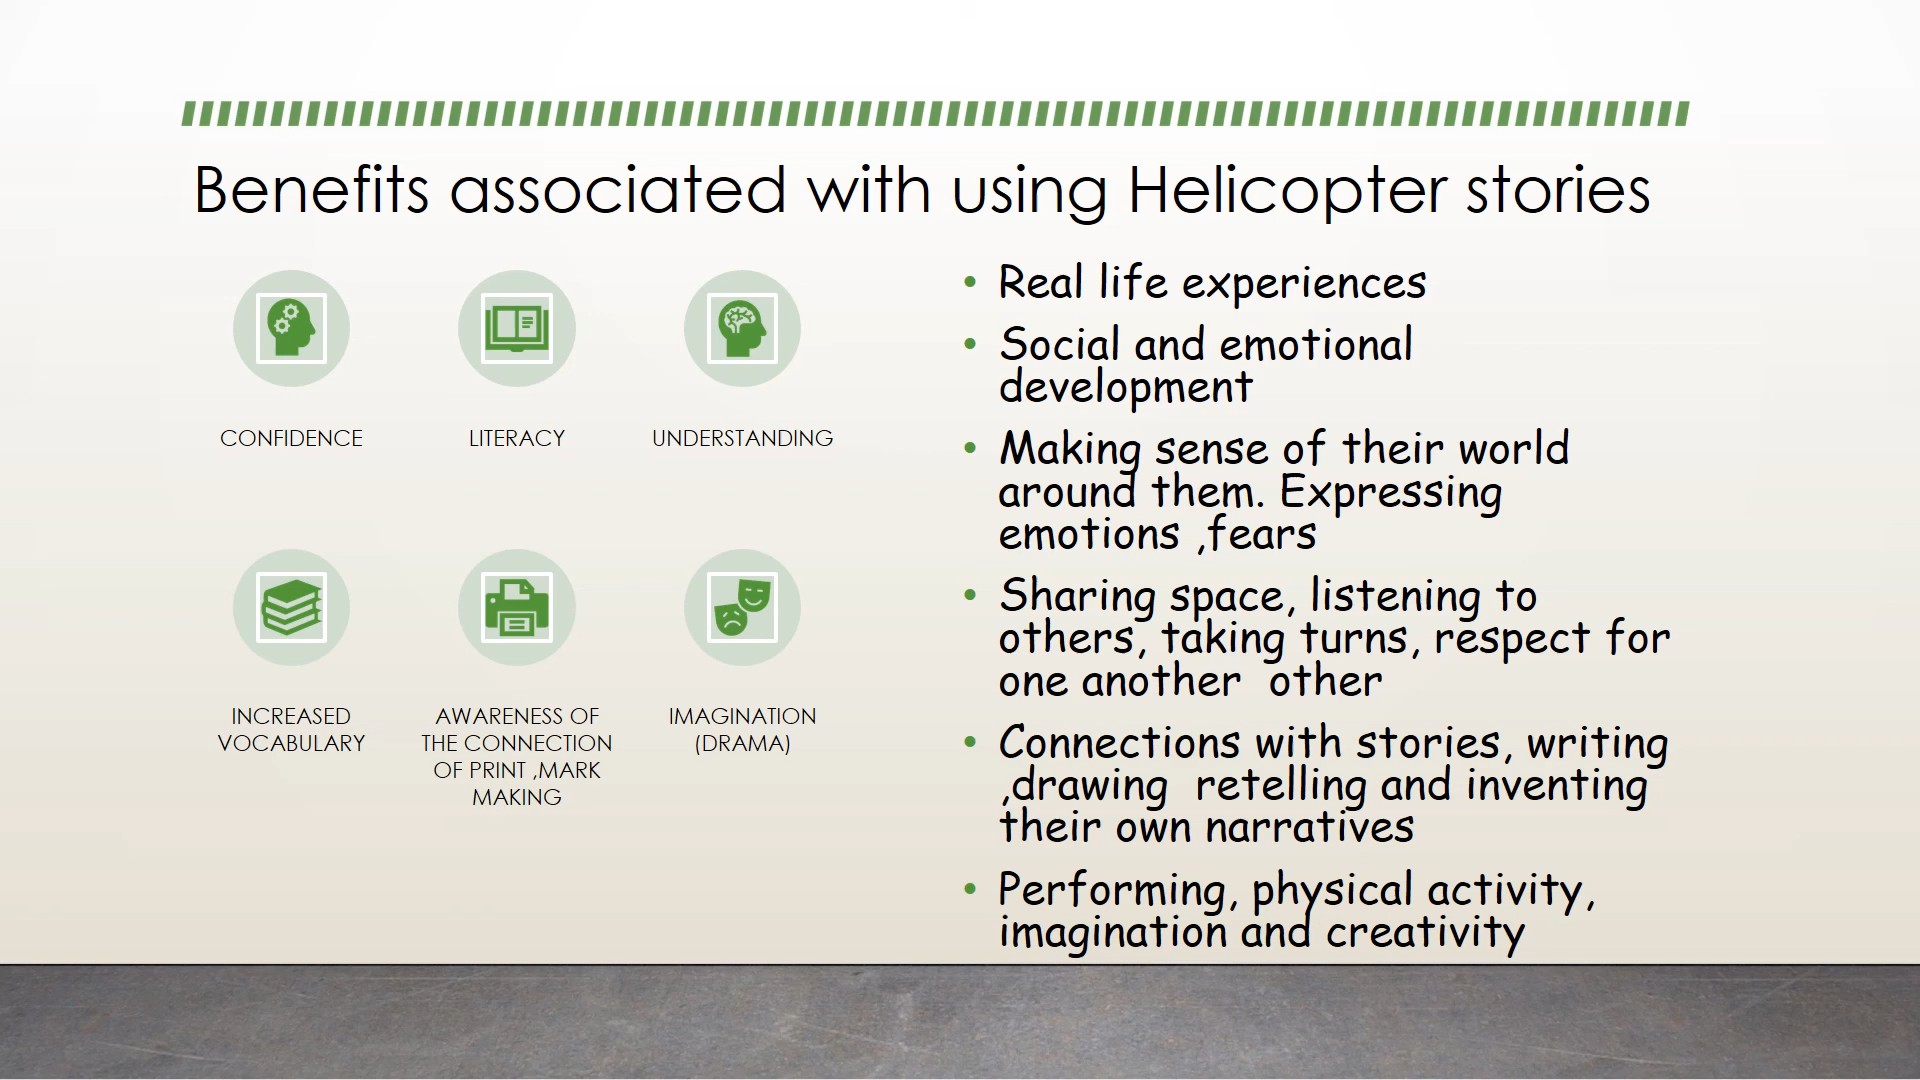 Benefits associated with using Helicopter stories
CONFIDENCE
LITERACY
UNDERSTANDING
INCREASED
VOCABULARY
AWARENESS OF
THE CONNECTION
OF PRINT ,MARK
MAKING
IMAGINATION
(DRAMA)
• Real life experiences
• Social and emotional
development
• Making sense of their world
around them. Expressing
emotions ,fears
• Sharing space, listening to
others, taking turns, respect for
one another  other
• Connections with stories, writing
,drawing  retelling and inventing
their own narratives
• Performing, physical activity,
imagination and creativity